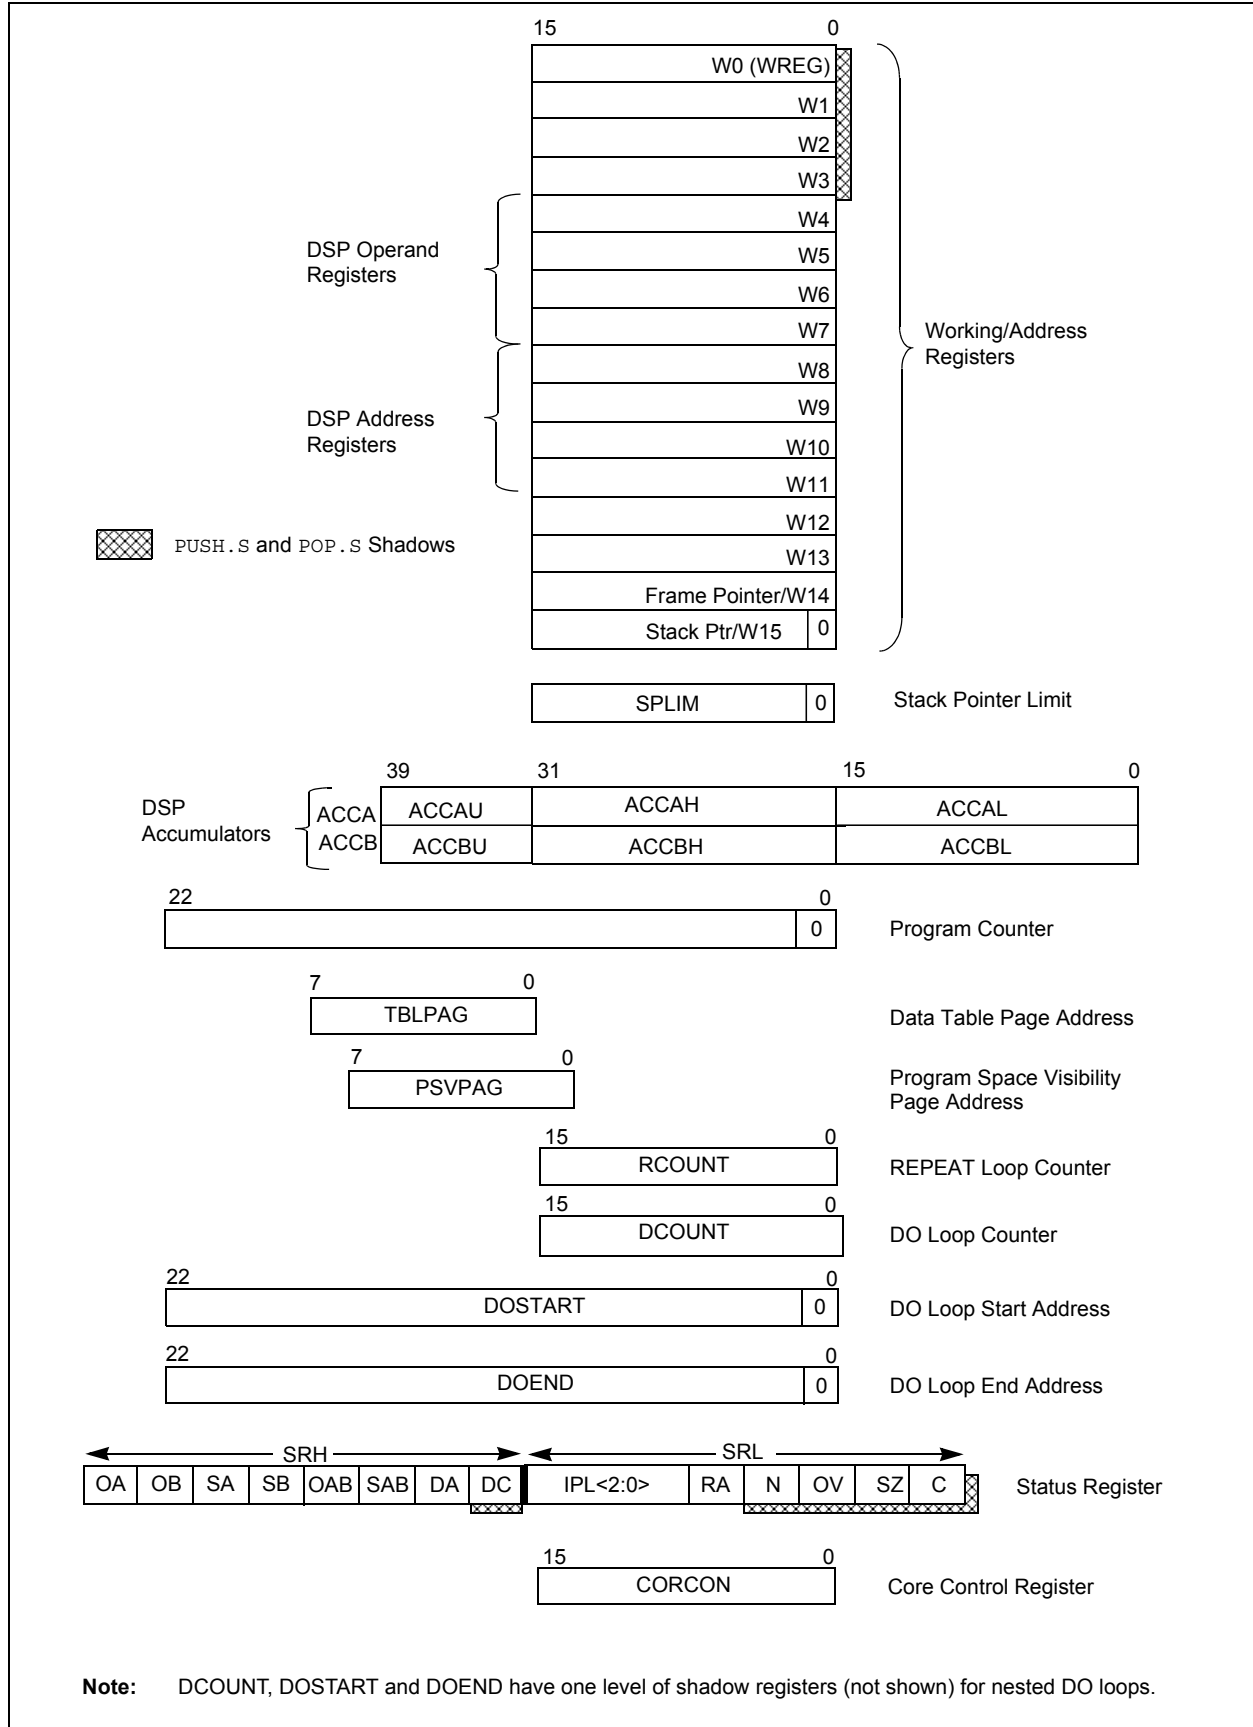 15 0
W0 (WREG)
W1
W2
W3
W4
DSP Operand
Registers
W5
W6
W7
Working/Address
Registers
W8
W9
DSP Address
Registers
W10
W11
W12
PUSH.S and POP.S Shadows
W13
Frame Pointer/W14
Stack Ptr/W15 0
SPLIM 0 Stack Pointer Limit
39 31 15 0
DSP
Accumulators
ACCA ACCAU ACCAH ACCAL
ACCB ACCBU ACCBH ACCBL
22 0
0 Program Counter
7 0
TBLPAG Data Table Page Address
7 0
PSVPAG Program Space Visibility
Page Address
15 0
RCOUNT REPEAT Loop Counter
15 0
DCOUNT DO Loop Counter
22 0
DOSTART 0 DO Loop Start Address
22 0
DOEND 0 DO Loop End Address
SRH SRL
OA OB SA SB OAB SAB DA DC IPL<2:0> RA N OV SZ C Status Register
15 0
CORCON Core Control Register
Note: DCOUNT, DOSTART and DOEND have one level of shadow registers (not shown) for nested DO loops.